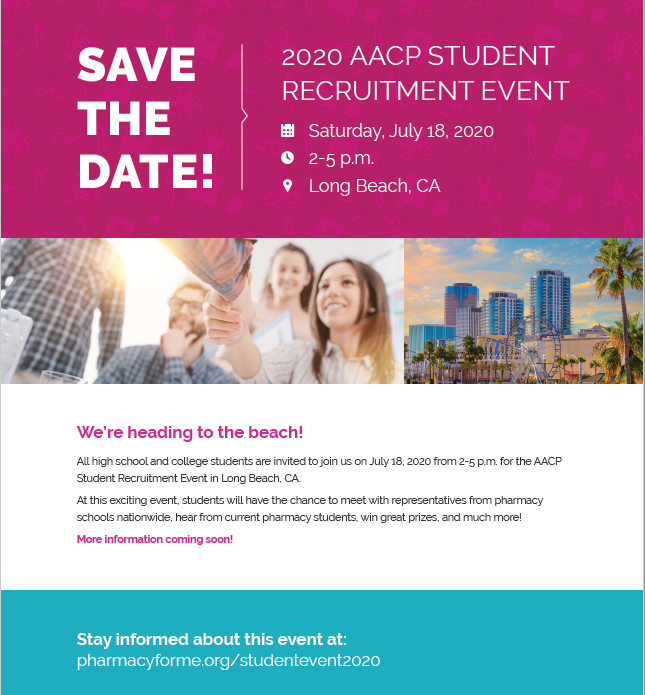 SAVE
THE
DATE!
2020 AACP STUDENT
RECRUITMENT EVENT
Saturday, July 18, 2020
2-5 p.m.
Long Beach, CA
We're heading to the beach!
All high school and college students are invited to join us on July 18, 2020 from 2-5 p.m. for the AACP
Student Recruitment Event in Long Beach, CA.
At this exciting event, students will have the chance to meet with representatives from pharmacy
schools nationwide, hear from current pharmacy students, win great prizes, and much more!
More information coming soon!
Stay informed about this event at:
pharmacyforme.org/studentevent2020